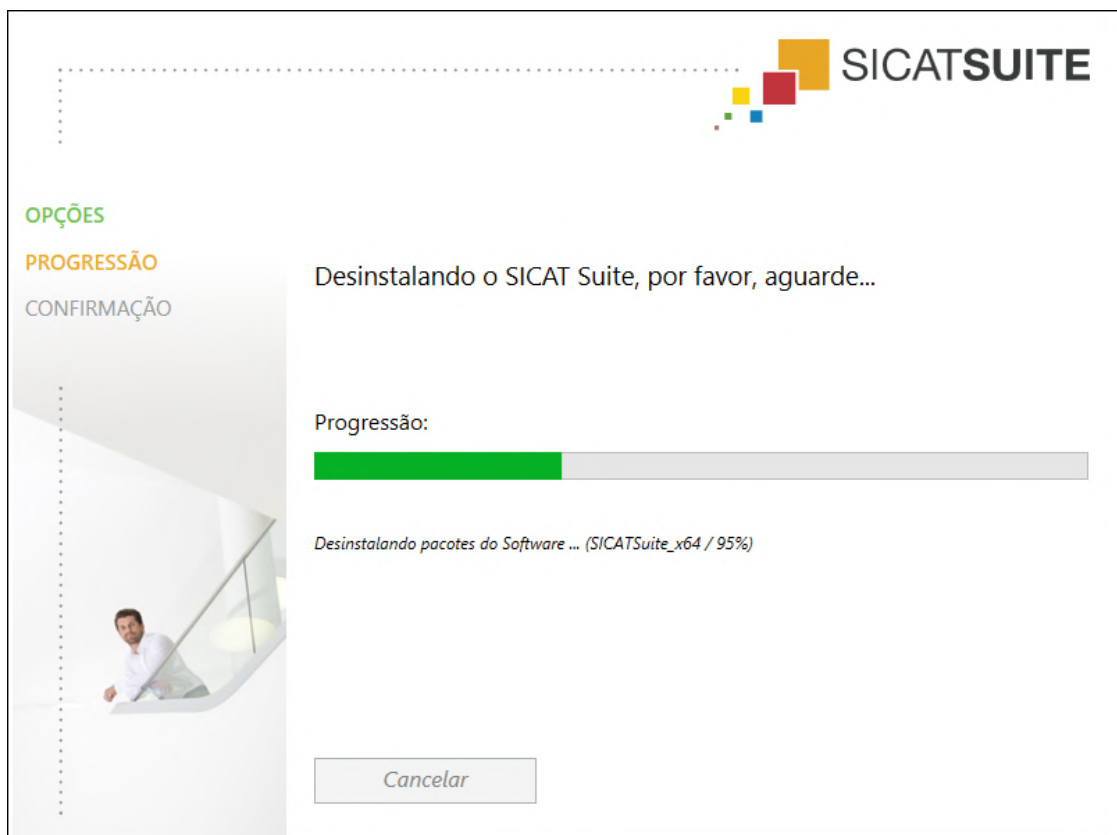 SICATSUITE
OPÇÕES
PROGRESSÃO
CONFIRMAÇÃO
Desinstalando o SICAT Suite, por favor, aguarde...
Progressão:
Desinstalando pacotes do Software ... (SICATSuite_x64 / 95%)
Cancelar